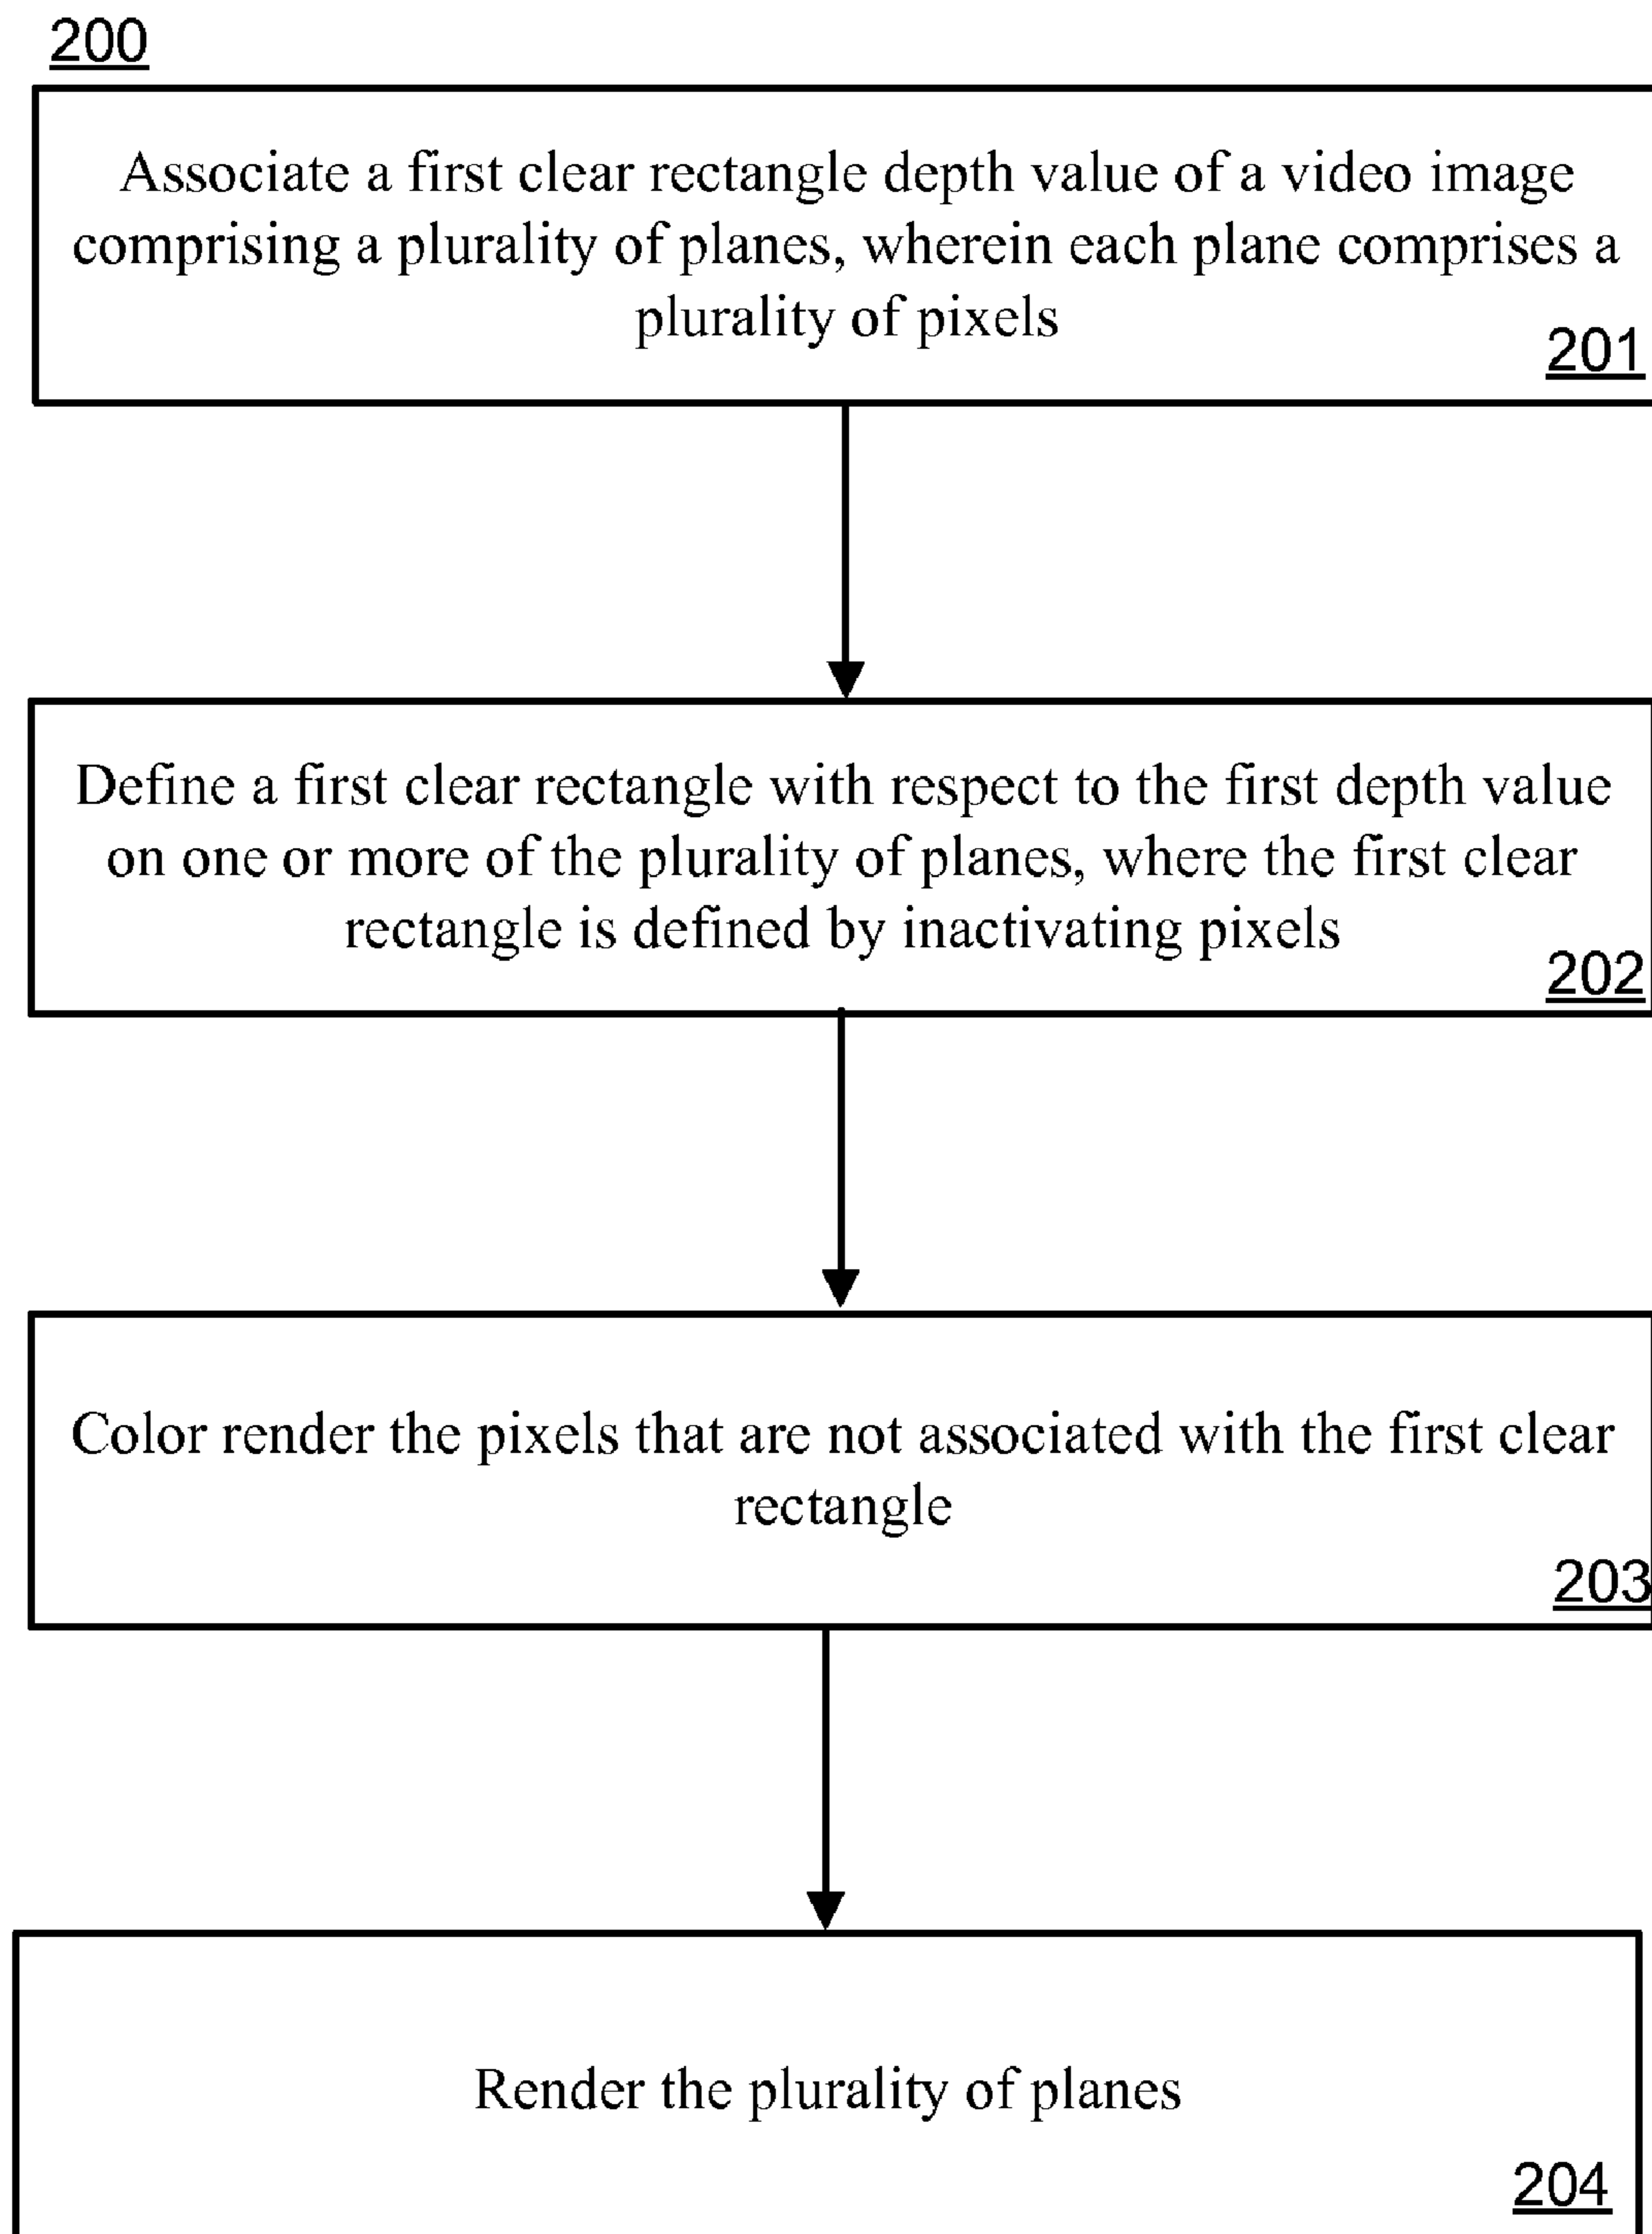 200
Associate a first clear rectangle depth value of a video image
comprising a plurality of planes, wherein each plane comprises a
plurality of pixels
201
Define a first clear rectangle with respect to the first depth value
on one or more of the plurality of planes, where the first clear
rectangle is defined by inactivating pixels
202
Color render the pixels that are not associated with the first clear
rectangle
203
Render the plurality of planes
204